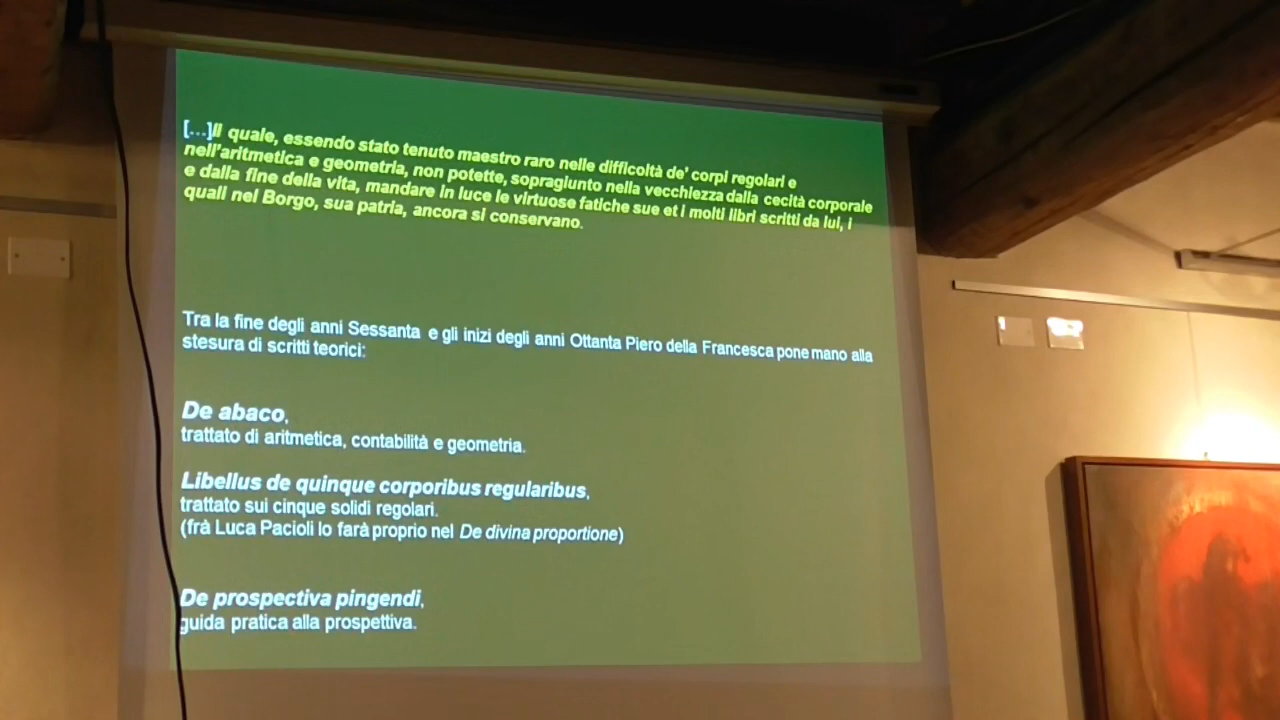 [...]Il quale, essendo stato tenuto maestro raro nelle difficoltà de' corpi regolari e
nell'aritmetica e geometria, non potette, sopragiunto nella vecchiezza dalla cecità corporale
e dalla fine della vita, mandare in luce le virtuose fatiche sue et i molti libri scritti da lui, i
quali nel Borgo, sua patria, ancora si conservano.
Tra la fine degli anni Sessanta e gli inizi degli anni Ottanta Piero della Francesca pone mano alla
stesura di scritti teorici:
De abaco,
trattato di aritmetica, contabilità e geometria.
Libellus de quinque corporibus regularibus,
trattato sui cinque solidi regolari.
(frà Luca Pacioli lo farà proprio nel De divina proportione)
De prospectiva pingendi,
guida pratica alla prospettiva.